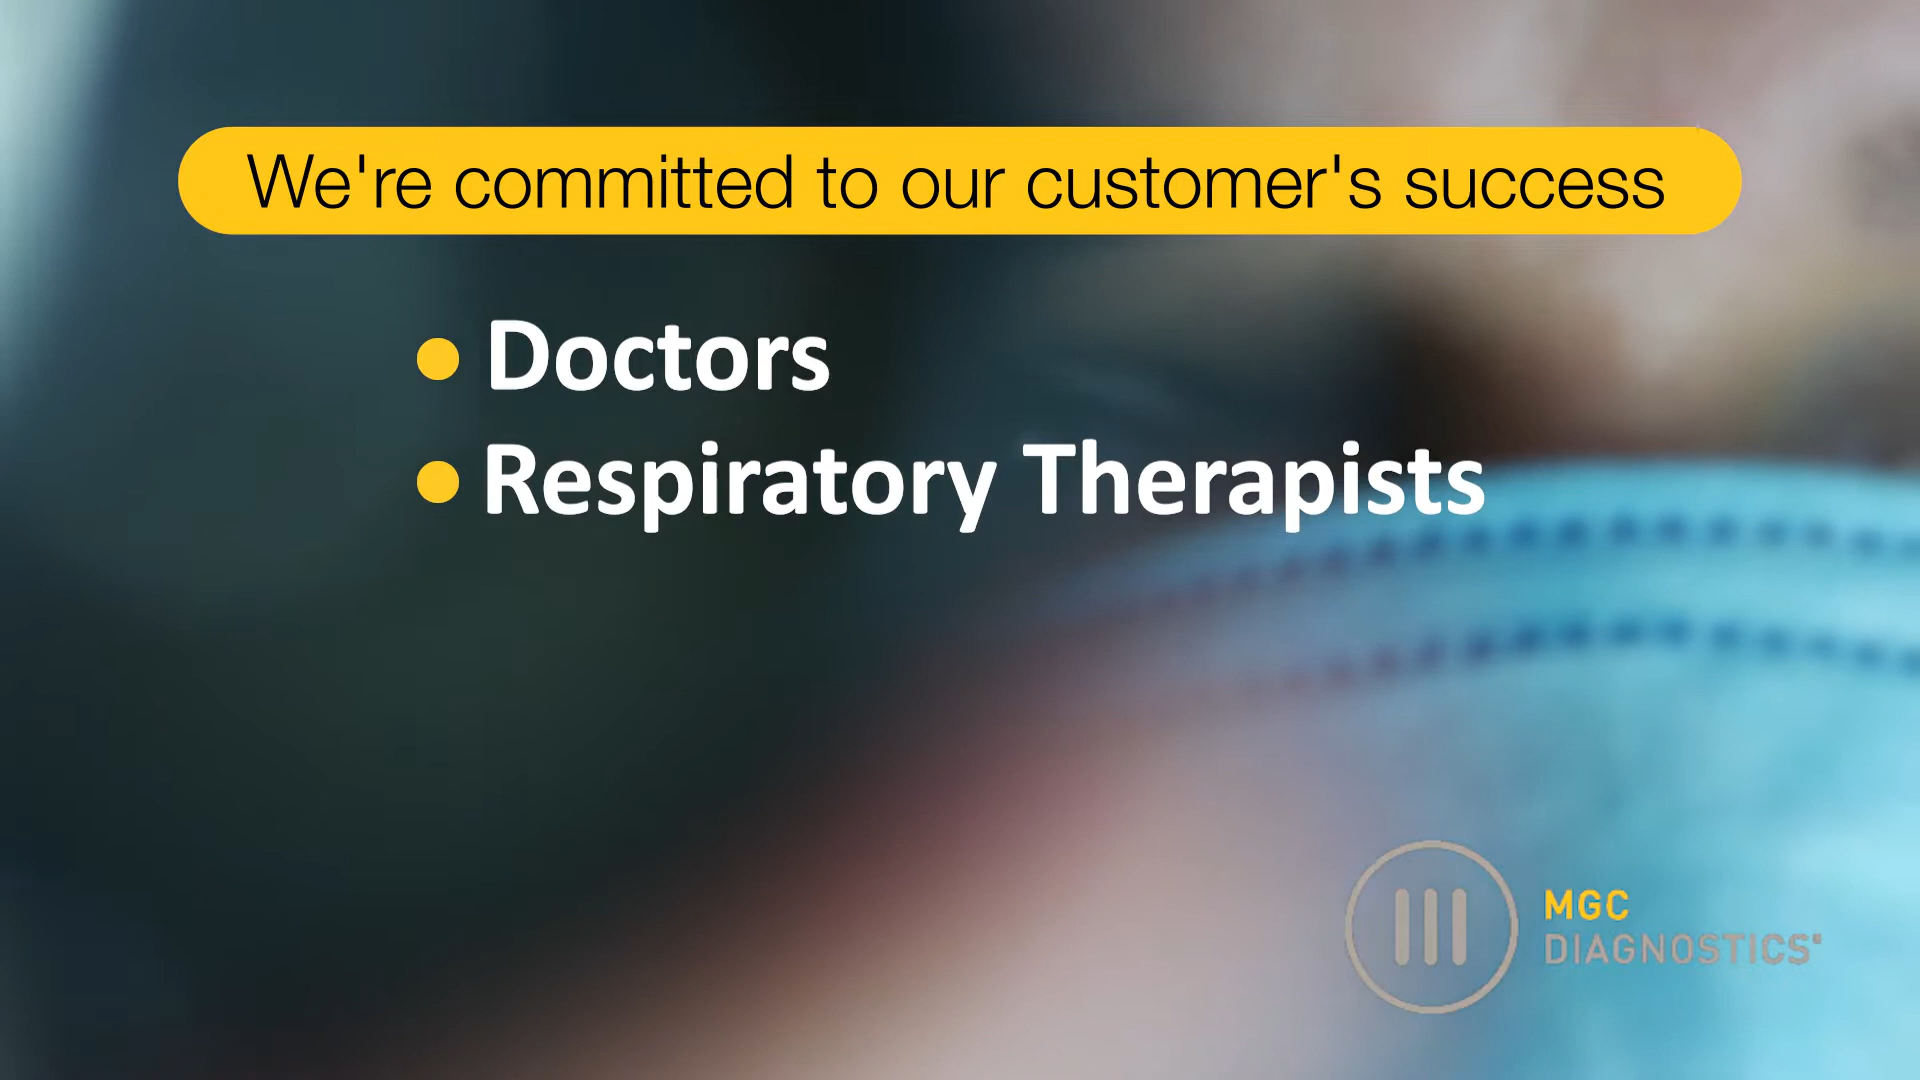 We're committed to our customer's success
Doctors
Respiratory Therapists
MGC
DIAGNOSTICS